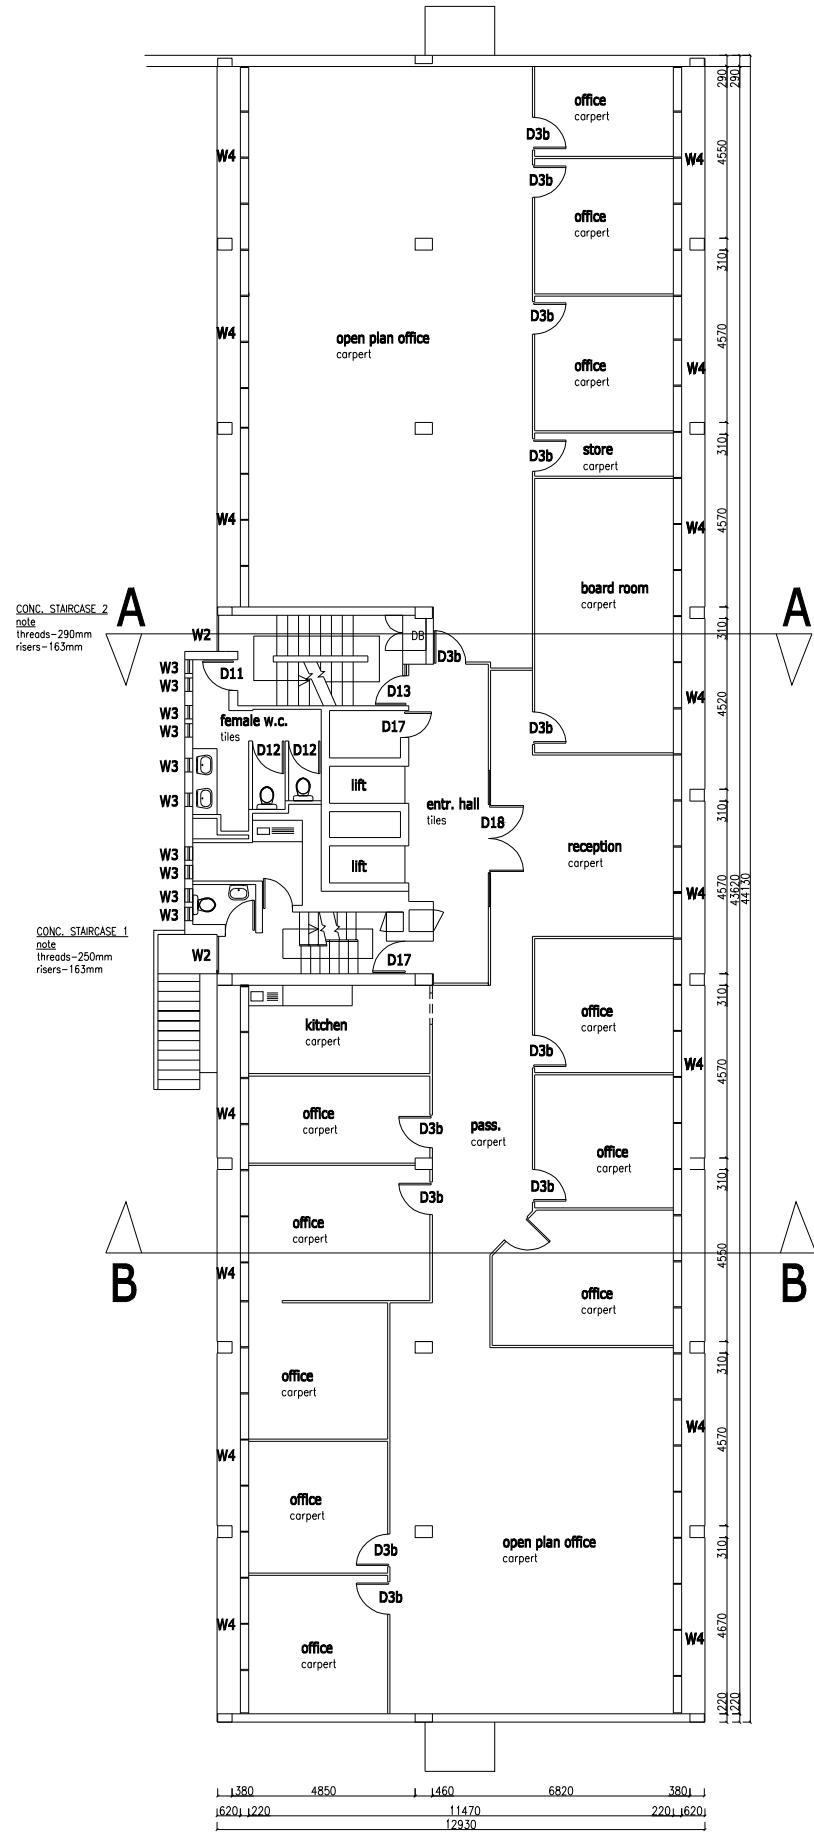 290
290
office
carpert
D3b
4550
W4
W4
D3b
office
carpert
310
D3b
W4
open plan office
carpert
4570
office
carpert
W4
310
D3b
store
carpert
W4
W4
4570
board room
carpert
CONC. STAIRCASE 2
note
threads-290mm
risers-163mm
A
A
W2
DB
310
D3b
W3
D11
W3
D13
W4
4520
W3
female w.c.
tiles
D17
D3b
W3
D12
D12
W3
lift
W3
entr. hall
tiles
310
D18
reception
carpert
W3
lift
W3
4570
43620
44130
W4
W3
W3
CONC. STAIRCASE 1
note
threads-250mm
risers-163mm
W2
D17
310
kitchen
carpert
office
carpert
D3b
4570
W4
W4
office
carpert
D3b
pass.
carpert
office
carpert
310
D3b
D3b
office
carpert
4550
B
W4
B
office
carpert
310
office
carpert
W4
4570
W4
office
carpert
310
D3b
open plan office
carpert
D3b
W4
4670
W4
office
carpert
220
220
380
4850
460
6820
380
620
220
11470
220
620
12930